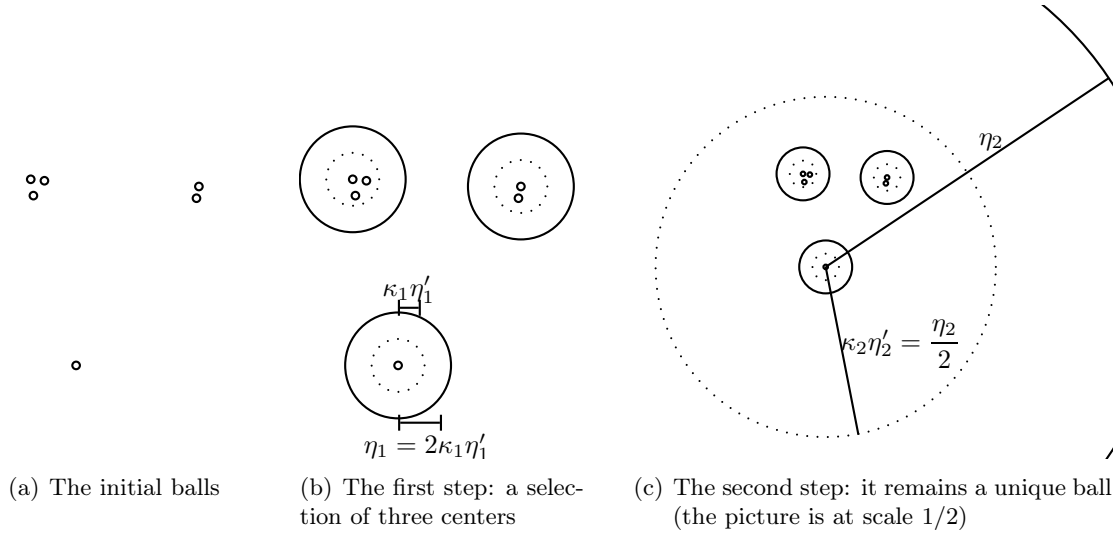 η₂
κ₁η′₁
κ₂η′₂ = η₂/2
η₁ = 2κ₁η′₁
(a) The initial balls
(b) The first step: a selec-
tion of three centers
(c) The second step: it remains a unique ball
(the picture is at scale 1/2)